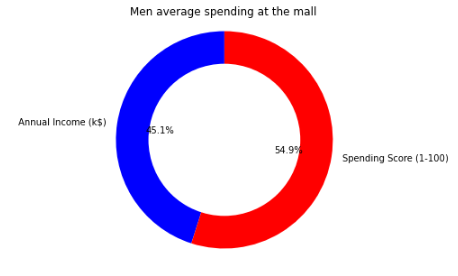 Men average spending at the mall
Annual Income (k$)
45.1%
54.9%
Spending Score (1-100)